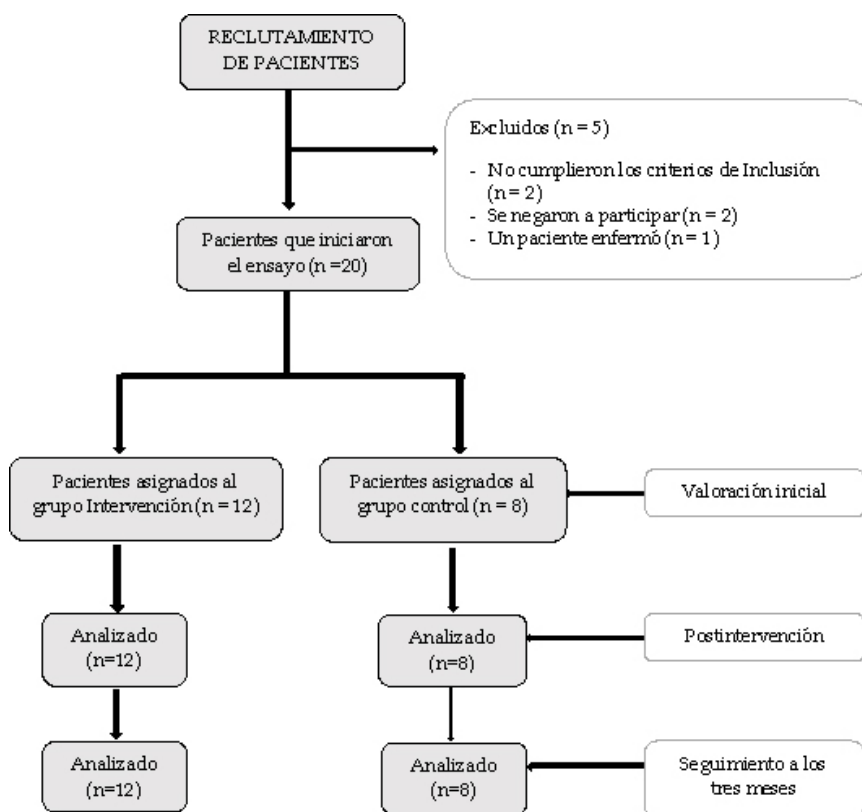 RECLUTAMIENTO
DE PACIENTES
Excluidos (n = 5)
- No cumplieron los criterios de Inclusión
(n = 2)
- Se negaron a participar (n = 2)
- Un paciente enfermó (n = 1)
Pacientes que iniciaron
el ensayo (n =20)
Pacientes asignados al
grupo Intervención (n = 12)
Pacientes asignados al
grupo control (n = 8)
Valoración inicial
Analizado
(n=12)
Analizado
(n=8)
Postintervención
Analizado
(n=12)
Analizado
(n=8)
Seguimiento a los
tres meses